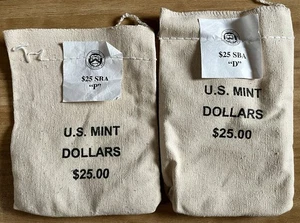 $25 SBA
"P"
U.S. MINT
DOLLARS
$25.00
$25 SBA
"D"
U.S. MINT
DOLLARS
$25.00